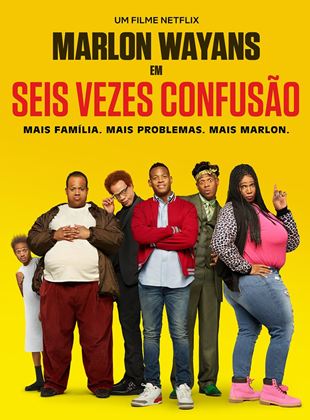 UM FILME NETFLIX
MARLON WAYANS
EM
SEIS VEZES CONFUSÃO
MAIS FAMÍLIA. MAIS PROBLEMAS. MAIS MARLON.